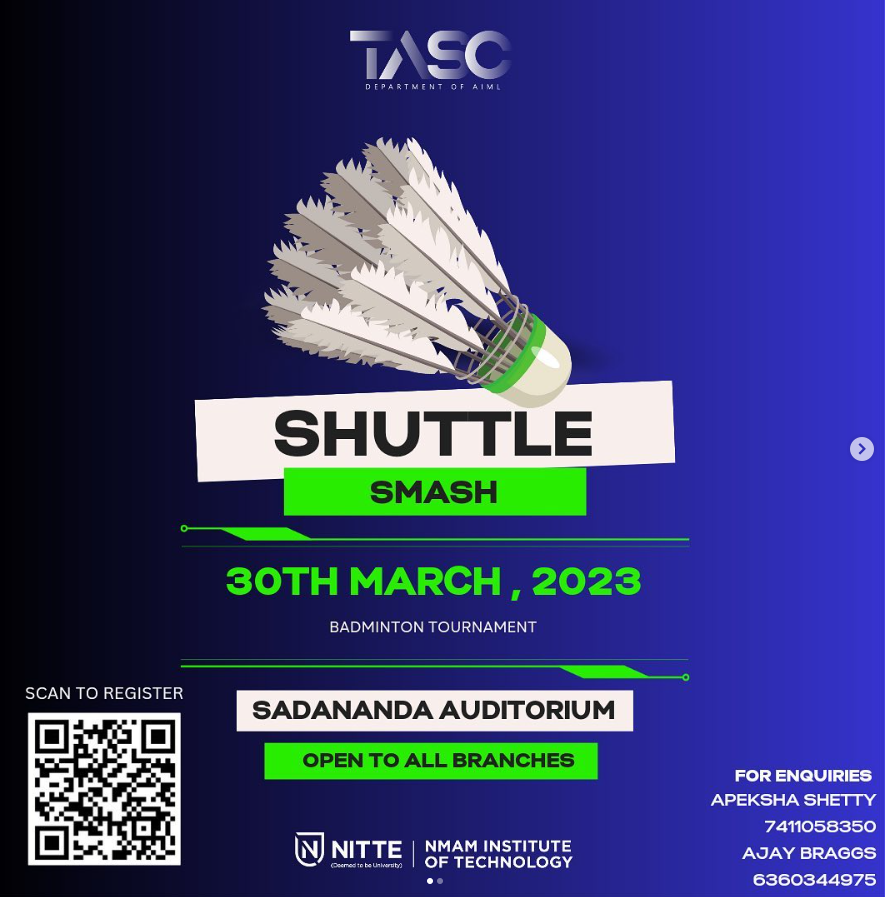 TASC
DEPARTMENT OF AIML
SHUTTLE
SMASH
30TH MARCH , 2023
BADMINTON TOURNAMENT
SCAN TO REGISTER
SADANANDA AUDITORIUM
OPEN TO ALL BRANCHES
FOR ENQUIRIES
APEKSHA SHETTY
7411058350
AJAY BRAGGS
6360344975
NITTE
(Deemed to be University)
NMAM INSTITUTE
OF TECHNOLOGY